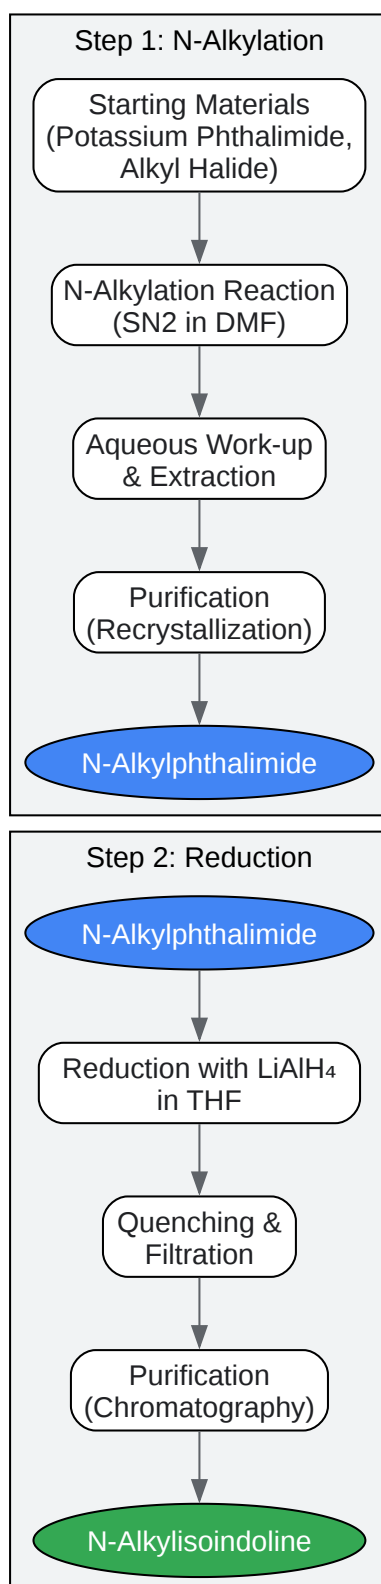 Step 1: N-Alkylation
Starting Materials
(Potassium Phthalimide,
Alkyl Halide)
N-Alkylation Reaction
(SN2 in DMF)
Aqueous Work-up
& Extraction
Purification
(Recrystallization)
N-Alkylphthalimide
Step 2: Reduction
N-Alkylphthalimide
Reduction with LiAlH₄
in THF
Quenching &
Filtration
Purification
(Chromatography)
N-Alkylisoindoline